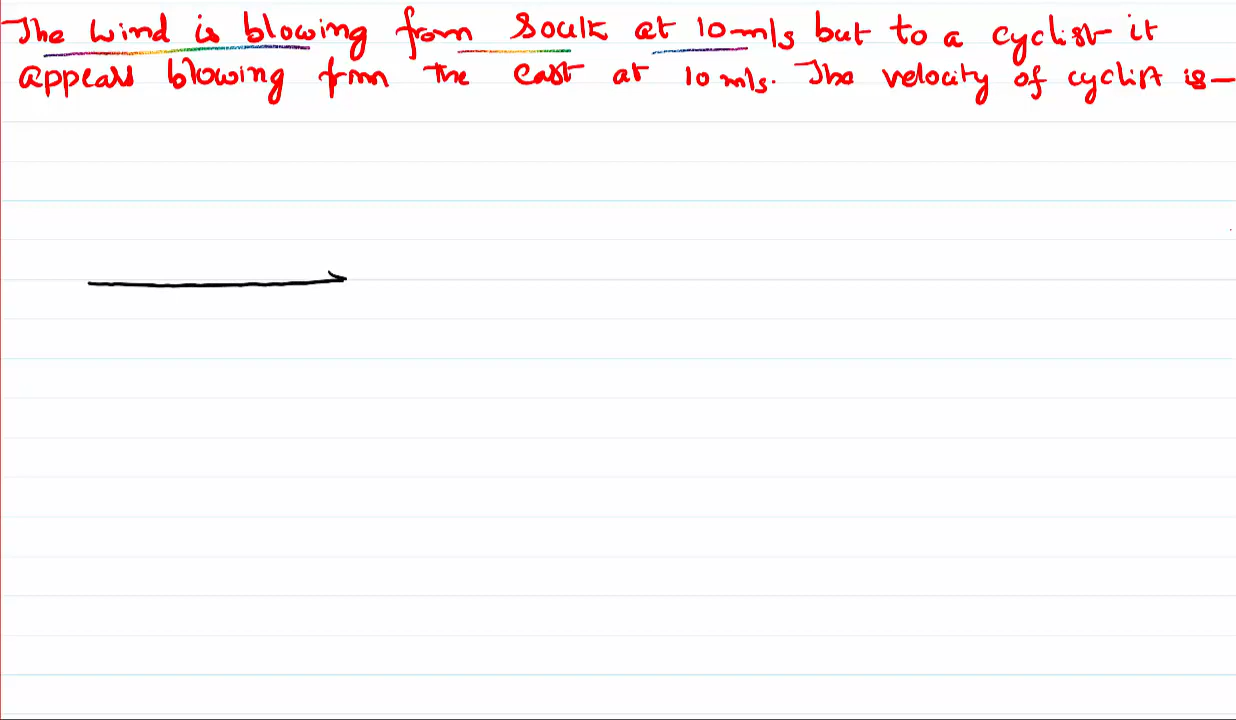 The wind is blowing from South at 10 m/s but to a cyclist it
appears blowing from the east at 10 m/s. The velocity of cyclist is –